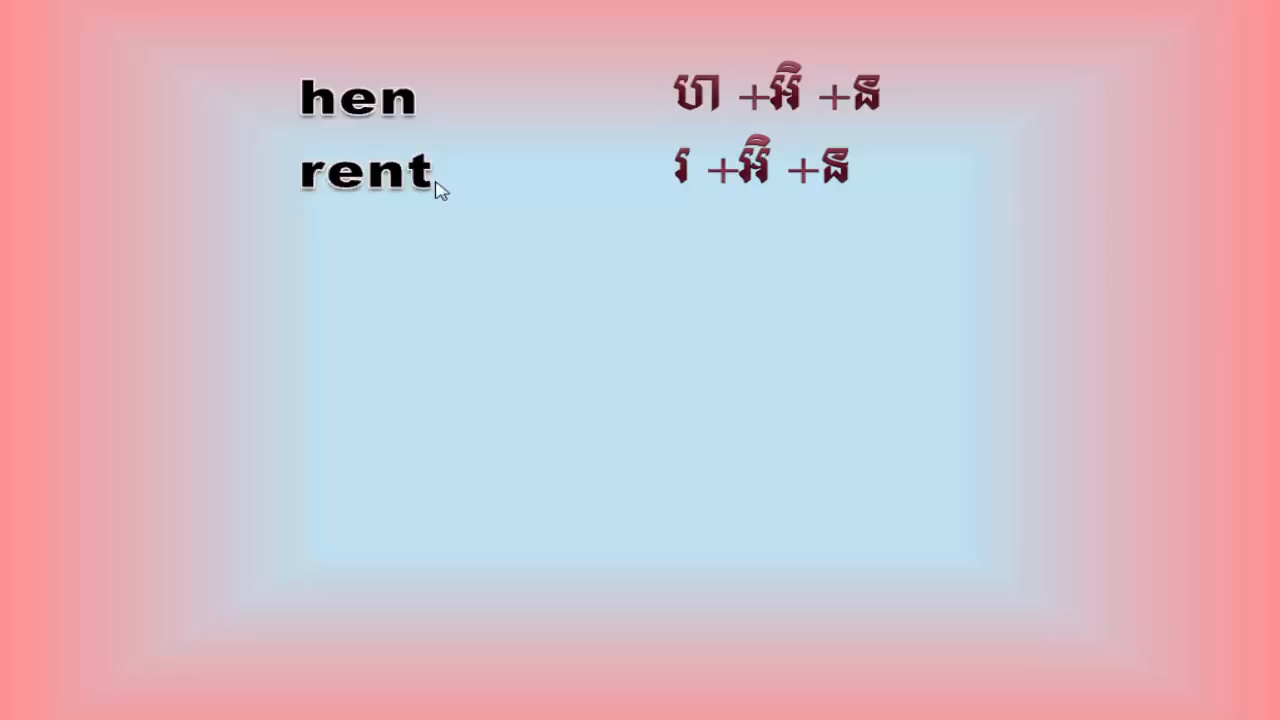 hen ហ +អិ +ន
rent រ +អិ +ន